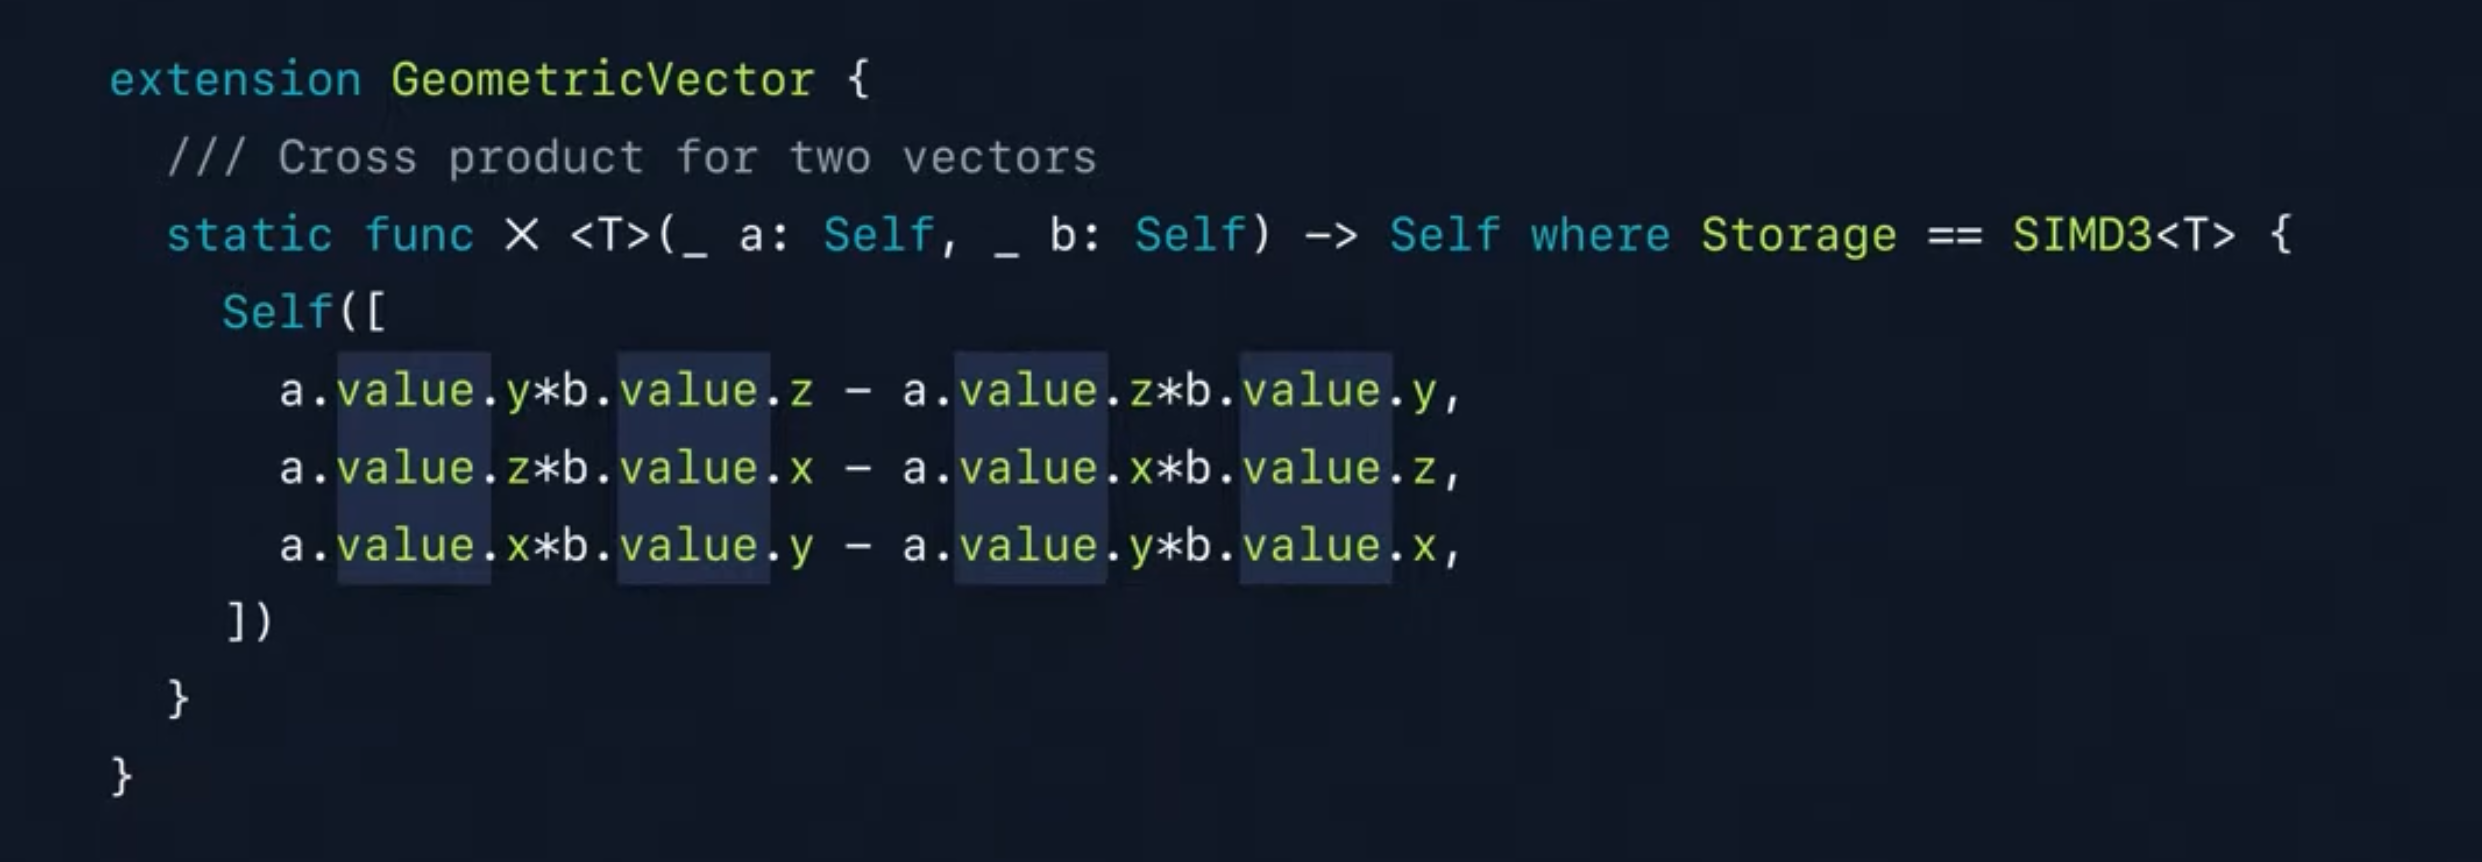 extension GeometricVector {
/// Cross product for two vectors
static func × <T>(_ a: Self, _ b: Self) -> Self where Storage == SIMD3<T> {
Self([
a.value.y*b.value.z - a.value.z*b.value.y,
a.value.z*b.value.x - a.value.x*b.value.z,
a.value.x*b.value.y - a.value.y*b.value.x,
])
}
}